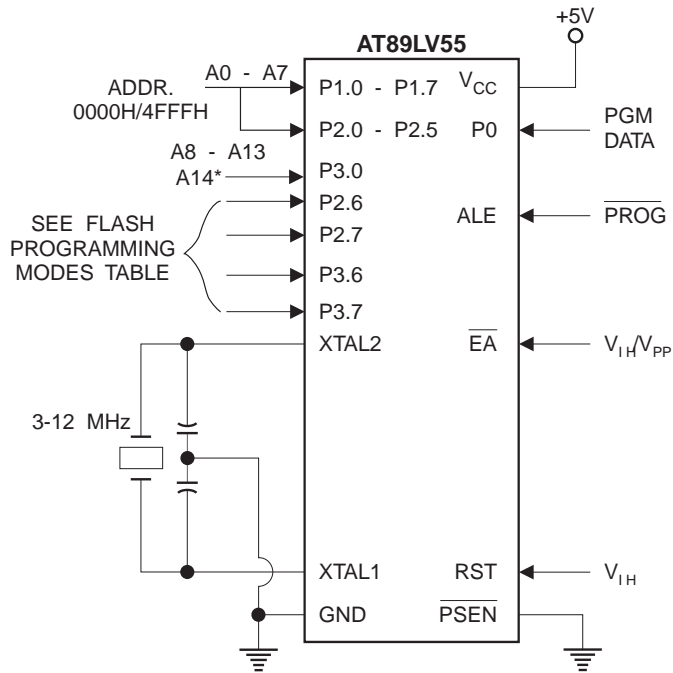 +5V
AT89LV55
ADDR.
0000H/4FFFH
A0 - A7
P1.0 - P1.7
VCC
P2.0 - P2.5
P0
PGM
DATA
A8 - A13
A14*
P3.0
P2.6
SEE FLASH
PROGRAMMING
MODES TABLE
P2.7
ALE
PROG
P3.6
P3.7
XTAL2
EA
VIH/VPP
3-12 MHz
XTAL1
RST
VIH
GND
PSEN